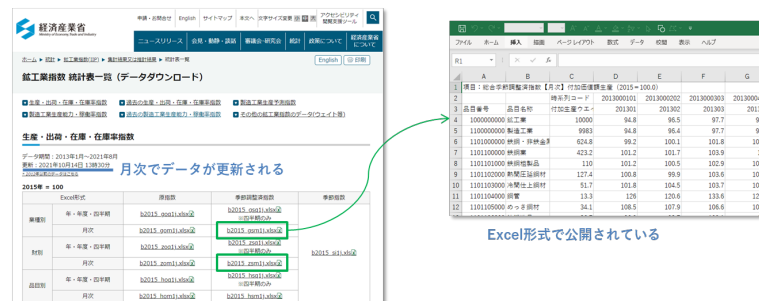 経済産業省
Ministry of Economy, Trade and Industry
申請・お問合せ English サイトマップ 本文へ 文字サイズ変更 アクセシビリティ閲覧支援ツール
ニュースリリース 会見・動静・談話 審議会・研究会 統計 政策について 経済産業省について
ホーム ▶ 統計 ▶ 鉱工業指数(IIP) ▶ 集計結果又は推計結果 ▶ 統計表一覧 English 印刷
鉱工業指数 統計表一覧(データダウンロード)
生産・出荷・在庫・在庫率指数 過去の生産・出荷・在庫・在庫率指数 製造工業生産予測指数
製造工業生産能力・稼働率指数 過去の製造工業生産能力・稼働率指数 その他の鉱工業指数のデータ(ウェイト等)
生産・出荷・在庫・在庫率指数
データ期間:2013年1月~2021年8月
更新:2021年10月14日 13時30分
月次でデータが更新される
2015年 = 100
Excel形式 原指数 季節調整済指数 季節指数
業種別 年・年度・四半期 b2015_gog1j.xlsx b2015_gsq1j.xlsx ※四半期のみ
月次 b2015_gom1j.xlsx b2015_gsm1j.xlsx
財別 年・年度・四半期 b2015_zoq1j.xlsx b2015_zsq1j.xlsx ※四半期のみ b2015_si1j.xlsx
月次 b2015_zom1j.xlsx b2015_zsm1j.xlsx
品目別 年・年度・四半期 b2015_hoq1j.xlsx b2015_hsq1j.xlsx ※四半期のみ
月次 b2015_hom1j.xlsx b2015_hsm1j.xlsx
ファイル ホーム 挿入 描画 ページ レイアウト 数式 データ 校閲 表示 ヘルプ
R1 fx
A B C D E F G
1 項目:総合季節調整済指数【月次】付加価値額生産 (2015=100.0)
2 時系列コード 2013000101 2013000202 2013000303
3 品目番号 品目名称 付加生産ウエイ 201301 201302 201303
4 1000000000 鉱工業 10000 94.8 96.5 97.7
5 1100000000 製造工業 9983 94.8 96.4 97.7
6 1101000000 鉄鋼・非鉄金属 624.8 99.2 100.1 101.8
7 1101100000 鉄鋼業 423.2 101.2 101.7 103.9
8 1101101000 鉄鋼粗製品 110 101.2 100.5 102.9
9 1101102000 熱間圧延鋼材 127.4 100.8 99.9 103.6
10 1101103000 冷間仕上鋼材 51.7 101.8 104.5 103.7
11 1101104000 鋼管 13.3 126 120.6 133.6
12 1101105000 めっき鋼材 34.1 108.5 107.9 106.6
Excel形式で公開されている